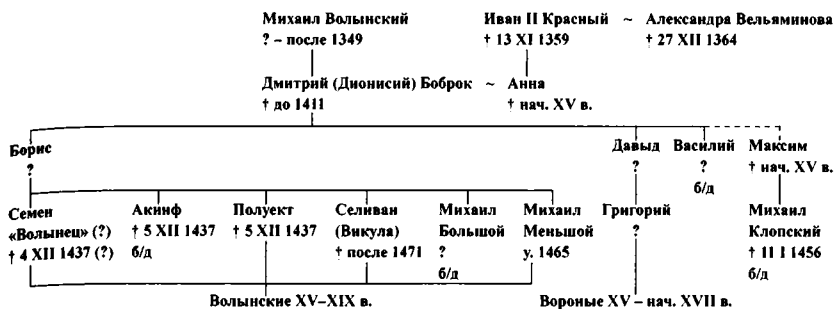 Михаил Волынский Иван II Красный ~ Александра Вельяминова
? – после 1349 † 13 XI 1359 † 27 XII 1364
Дмитрий (Дионисий) Боброк ~ Анна
† до 1411 † нач. XV в.
Борис Давыд Василий Максим
? ? ? † нач. XV в.
б/д
Семен Акинф Полуект Селиван Михаил Михаил Григорий Михаил
«Волынец» (?) † 5 XII 1437 † 5 XII 1437 (Викула) Большой Меньшой ? Клопский
† 4 XII 1437 (?) б/д † после 1471 ? у. 1465 † 11 I 1456
б/д б/д
Волынские XV–XIX в. Вороные XV – нач. XVII в.